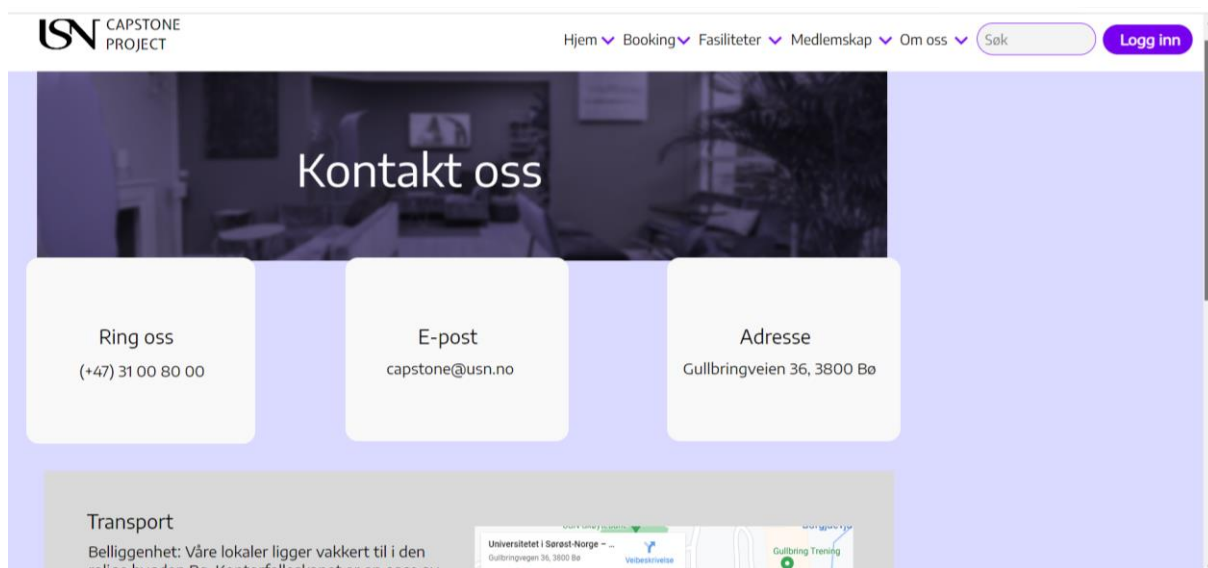 USN CAPSTONE
PROJECT
Hjem Booking Fasiliteter Medlemskap Om oss Søk Logg inn
Kontakt oss
Ring oss
(+47) 31 00 80 00
E-post
capstone@usn.no
Adresse
Gullbringveien 36, 3800 Bø
Transport
Belliggenhet: Våre lokaler ligger vakkert til i den
Universitetet i Sørøst-Norge – ...
Gullbringvegen 36, 3800 Bø
Veibeskrivelse
Gullbring Trening